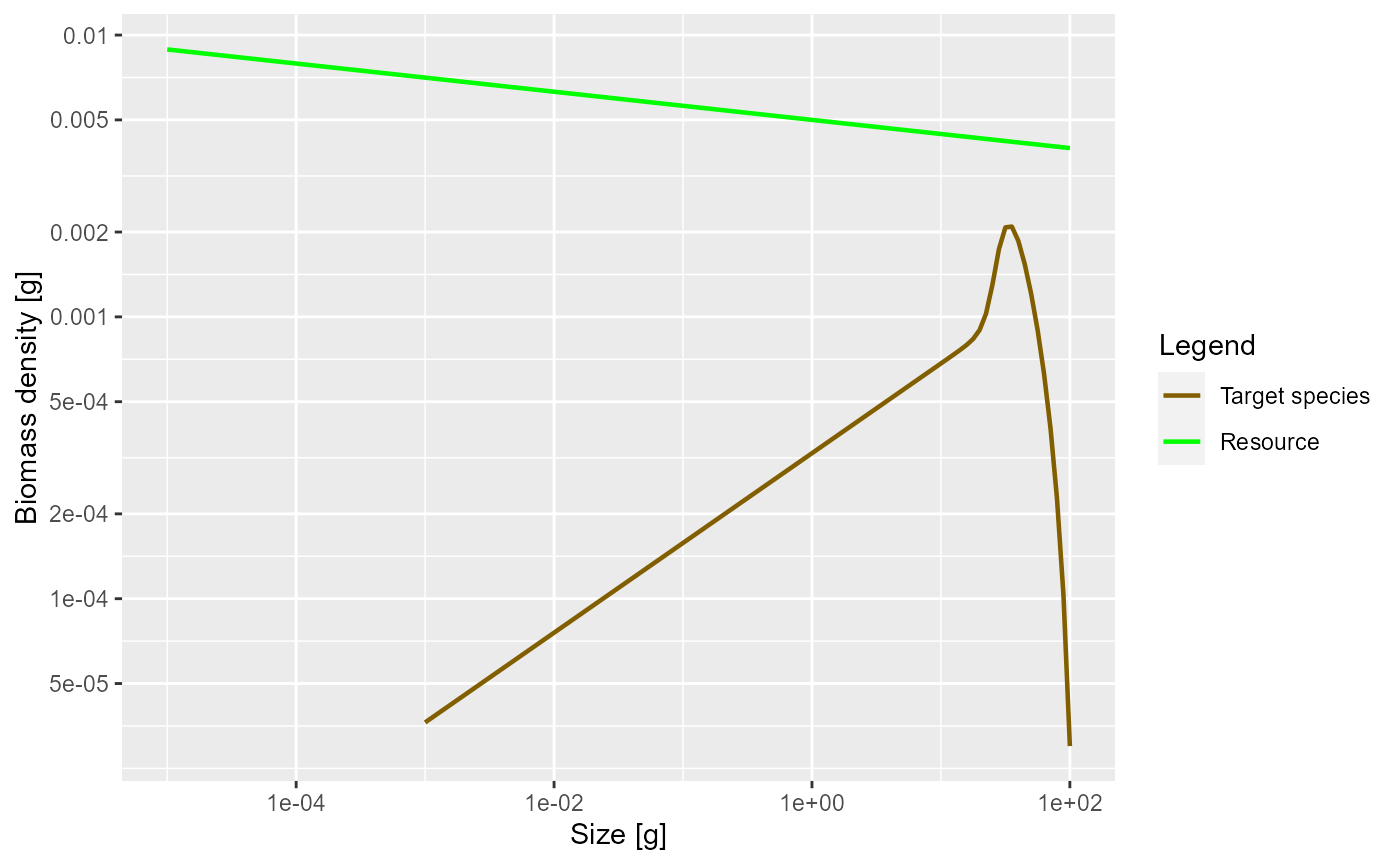 0.01
0.005
0.002
0.001
5e-04
2e-04
1e-04
5e-05
Biomass density [g]
1e-04 1e-02 1e+00 1e+02
Size [g]
Legend
Target species
Resource